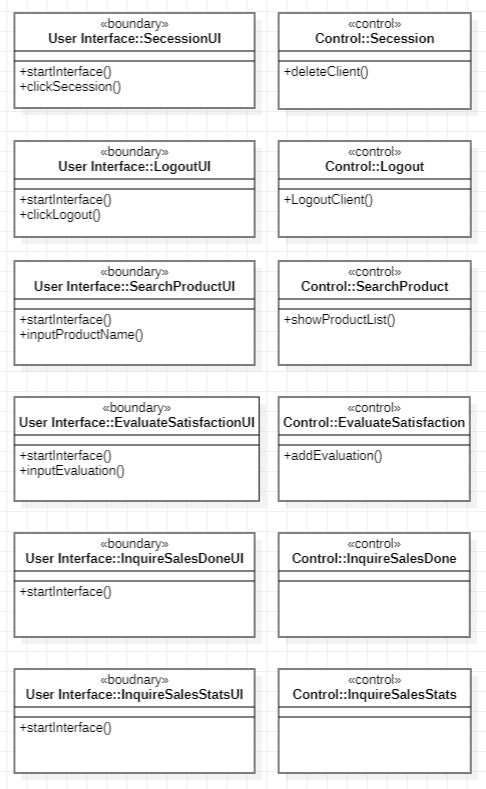 «boundary»
User Interface::SecessionUI
+startInterface()
+clickSecession()
«control»
Control::Secession
+deleteClient()
«boundary»
User Interface::LogoutUI
+startInterface()
+clickLogout()
«control»
Control::Logout
+LogoutClient()
«boundary»
User Interface::SearchProductUI
+startInterface()
+inputProductName()
«control»
Control::SearchProduct
+showProductList()
«boundary»
User Interface::EvaluateSatisfactionUI
+startInterface()
+inputEvaluation()
«control»
Control::EvaluateSatisfaction
+addEvaluation()
«boundary»
User Interface::InquireSalesDoneUI
+startInterface()
«control»
Control::InquireSalesDone
«boudnary»
User Interface::InquireSalesStatsUI
+startInterface()
«control»
Control::InquireSalesStats